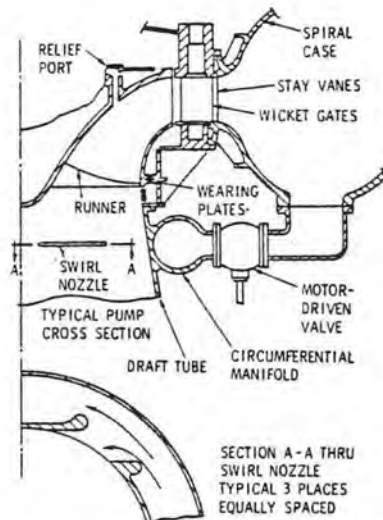 RELIEF
PORT
SPIRAL
CASE
STAY VANES
WICKET GATES
RUNNER
WEARING
PLATES-
A
A
SWIRL
NOZZLE
TYPICAL PUMP
CROSS SECTION
MOTOR-
DRIVEN
VALVE
DRAFT TUBE
CIRCUMFERENTIAL
MANIFOLD
SECTION A-A THRU
SWIRL NOZZLE
TYPICAL 3 PLACES
EQUALLY SPACED